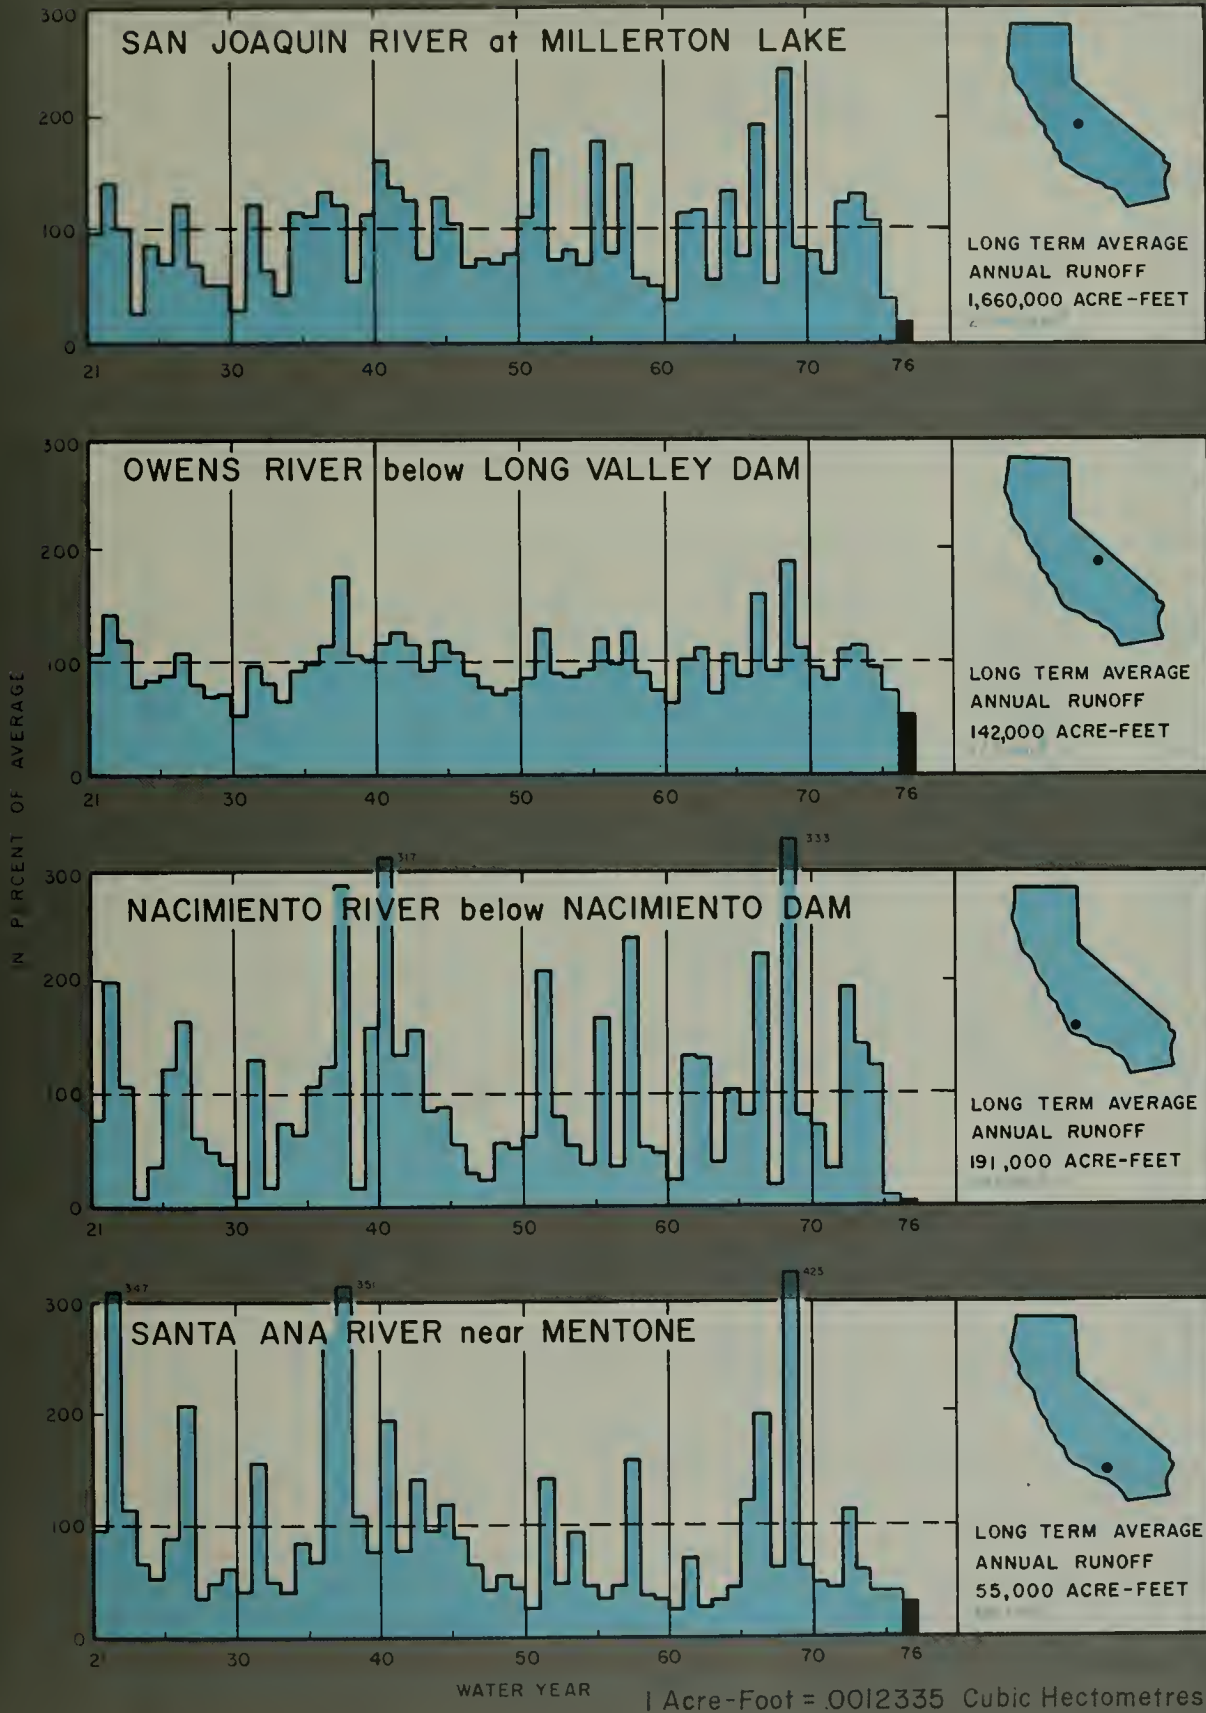 300
SAN JOAQUIN RIVER at MILLERTON LAKE
200
100
0
21 30 40 50 60 70 76
LONG TERM AVERAGE
ANNUAL RUNOFF
1,660,000 ACRE-FEET
300
OWENS RIVER below LONG VALLEY DAM
200
100
0
21 30 40 50 60 70 76
LONG TERM AVERAGE
ANNUAL RUNOFF
142,000 ACRE-FEET
IN PERCENT OF AVERAGE
317
333
300
NACIMIENTO RIVER below NACIMIENTO DAM
200
100
0
21 30 40 50 60 70 76
LONG TERM AVERAGE
ANNUAL RUNOFF
191,000 ACRE-FEET
347
351
423
300
SANTA ANA RIVER near MENTONE
200
100
0
21 30 40 50 60 70 76
LONG TERM AVERAGE
ANNUAL RUNOFF
55,000 ACRE-FEET
WATER YEAR
1 Acre-Foot = .0012335 Cubic Hectometres